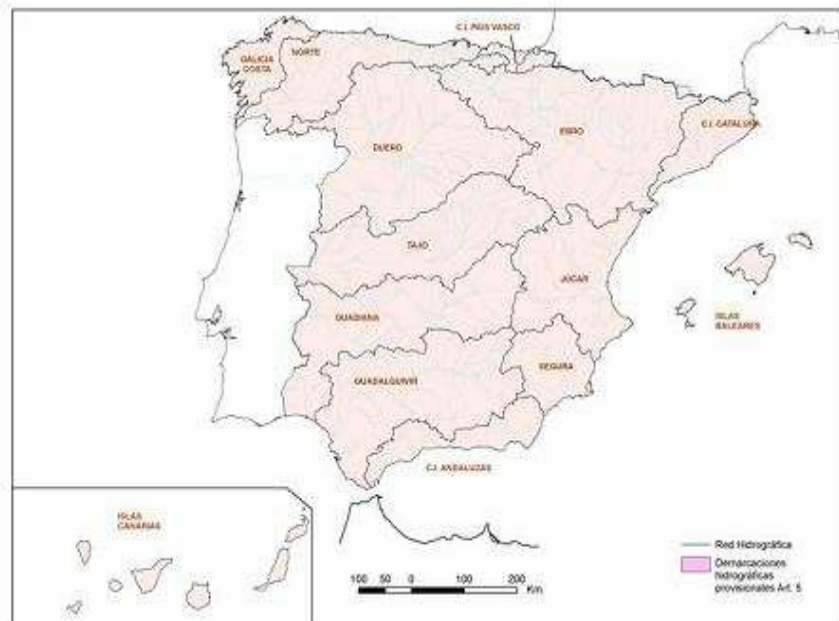 C.I. PAIS VASCO
GALICIA
COSTA
NORTE
DUERO
EBRO
C.I. CATALUÑA
TAJO
JUCAR
GUADIANA
ISLAS
BALEARES
SEGURA
GUADALQUIVIR
C.I. ANDALUZAS
ISLAS
CANARIAS
Red Hidrográfica
Demarcaciones
hidrográficas
provisionales Art. 5
100 50 0 100 200
Km.